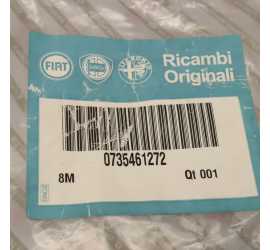 FIAT
Ricambi
Originali
0735461272
8M Qt 001